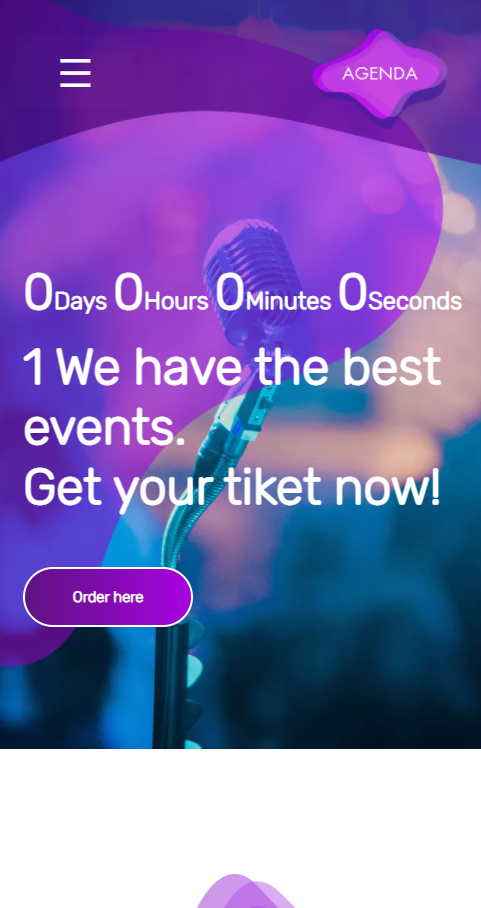 AGENDA
0Days 0Hours 0Minutes 0Seconds
1 We have the best
events.
Get your tiket now!
Order here